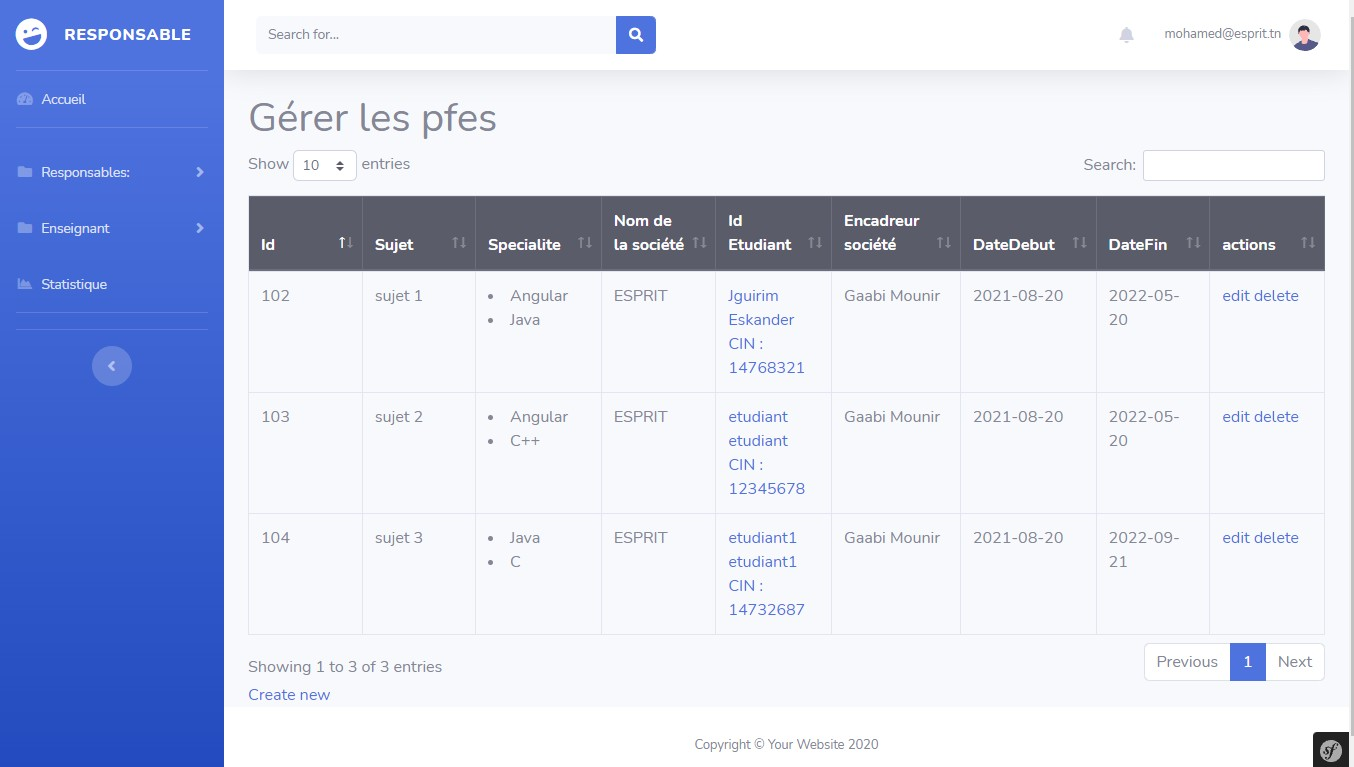 RESPONSABLE
Search for...
mohamed@esprit.tn
Accueil
Responsables:
Enseignant
Statistique
Gérer les pfes
Show 10 entries
Search:
Id
Sujet
Specialite
Nom de
la société
Id
Etudiant
Encadreur
société
DateDebut
DateFin
actions
102
sujet 1
Angular
Java
ESPRIT
Jguirim
Eskander
CIN :
14768321
Gaabi Mounir
2021-08-20
2022-05-
20
edit delete
103
sujet 2
Angular
C++
ESPRIT
etudiant
etudiant
CIN :
12345678
Gaabi Mounir
2021-08-20
2022-05-
20
edit delete
104
sujet 3
Java
C
ESPRIT
etudiant1
etudiant1
CIN :
14732687
Gaabi Mounir
2021-08-20
2022-09-
21
edit delete
Showing 1 to 3 of 3 entries
Previous 1 Next
Create new
Copyright © Your Website 2020
sf